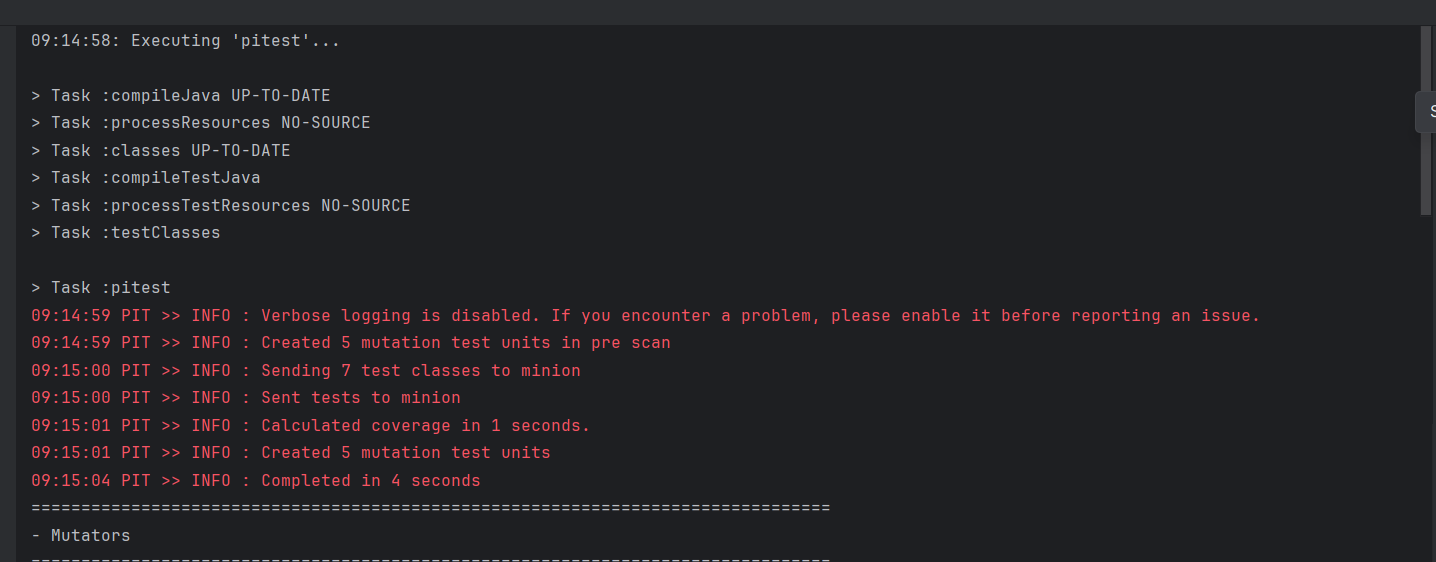 09:14:58: Executing 'pitest'...
> Task :compileJava UP-TO-DATE
> Task :processResources NO-SOURCE
> Task :classes UP-TO-DATE
> Task :compileTestJava
> Task :processTestResources NO-SOURCE
> Task :testClasses
> Task :pitest
09:14:59 PIT >> INFO : Verbose logging is disabled. If you encounter a problem, please enable it before reporting an issue.
09:14:59 PIT >> INFO : Created 5 mutation test units in pre scan
09:15:00 PIT >> INFO : Sending 7 test classes to minion
09:15:00 PIT >> INFO : Sent tests to minion
09:15:01 PIT >> INFO : Calculated coverage in 1 seconds.
09:15:01 PIT >> INFO : Created 5 mutation test units
09:15:04 PIT >> INFO : Completed in 4 seconds
================================================================================
- Mutators
================================================================================